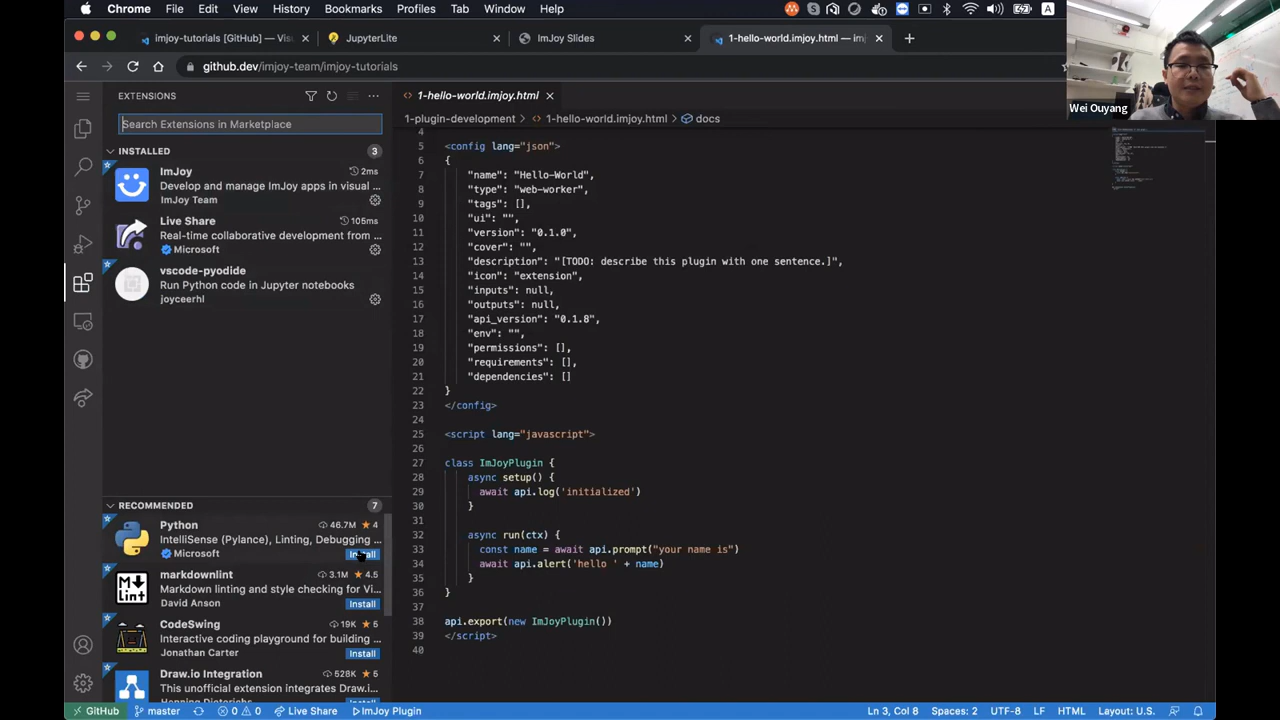 Chrome File Edit View History Bookmarks Profiles Tab Window Help A
imjoy-tutorials [GitHub] — Visu
JupyterLite
ImJoy Slides
1-hello-world.imjoy.html — imj
github.dev/imjoy-team/imjoy-tutorials
Wei Ouyang
EXTENSIONS
Search Extensions in Marketplace
INSTALLED 3
ImJoy 2ms
Develop and manage ImJoy apps in visual ...
ImJoy Team
Live Share 105ms
Real-time collaborative development from ...
Microsoft
vscode-pyodide
Run Python code in Jupyter notebooks
joyceerhl
RECOMMENDED 7
Python 46.7M 4
IntelliSense (Pylance), Linting, Debugging ...
Microsoft Install
markdownlint 3.1M 4.5
Markdown linting and style checking for Vi...
David Anson Install
CodeSwing 19K 5
Interactive coding playground for building ...
Jonathan Carter Install
Draw.io Integration 528K 5
This unofficial extension integrates Draw.i...
1-hello-world.imjoy.html
1-plugin-development > 1-hello-world.imjoy.html > docs
4
5 <config lang="json">
6 {
7 "name": "Hello-World",
8 "type": "web-worker",
9 "tags": [],
10 "ui": "",
11 "version": "0.1.0",
12 "cover": "",
13 "description": "[TODO: describe this plugin with one sentence.]",
14 "icon": "extension",
15 "inputs": null,
16 "outputs": null,
17 "api_version": "0.1.8",
18 "env": "",
19 "permissions": [],
20 "requirements": [],
21 "dependencies": []
22 }
23 </config>
24
25 <script lang="javascript">
26
27 class ImJoyPlugin {
28 async setup() {
29 await api.log('initialized')
30 }
31
32 async run(ctx) {
33 const name = await api.prompt("your name is")
34 await api.alert('hello ' + name)
35 }
36 }
37
38 api.export(new ImJoyPlugin())
39 </script>
40
GitHub master 0 0 Live Share ImJoy Plugin Ln 3, Col 8 Spaces: 2 UTF-8 LF HTML Layout: U.S.